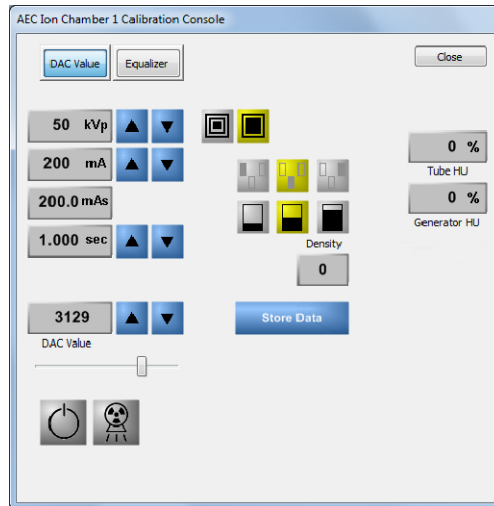 AEC Ion Chamber 1 Calibration Console
DAC Value
Equalizer
Close
50 kVp
200 mA
200.0 mAs
1.000 sec
0 %
Tube HU
0 %
Generator HU
Density
0
3129
DAC Value
Store Data